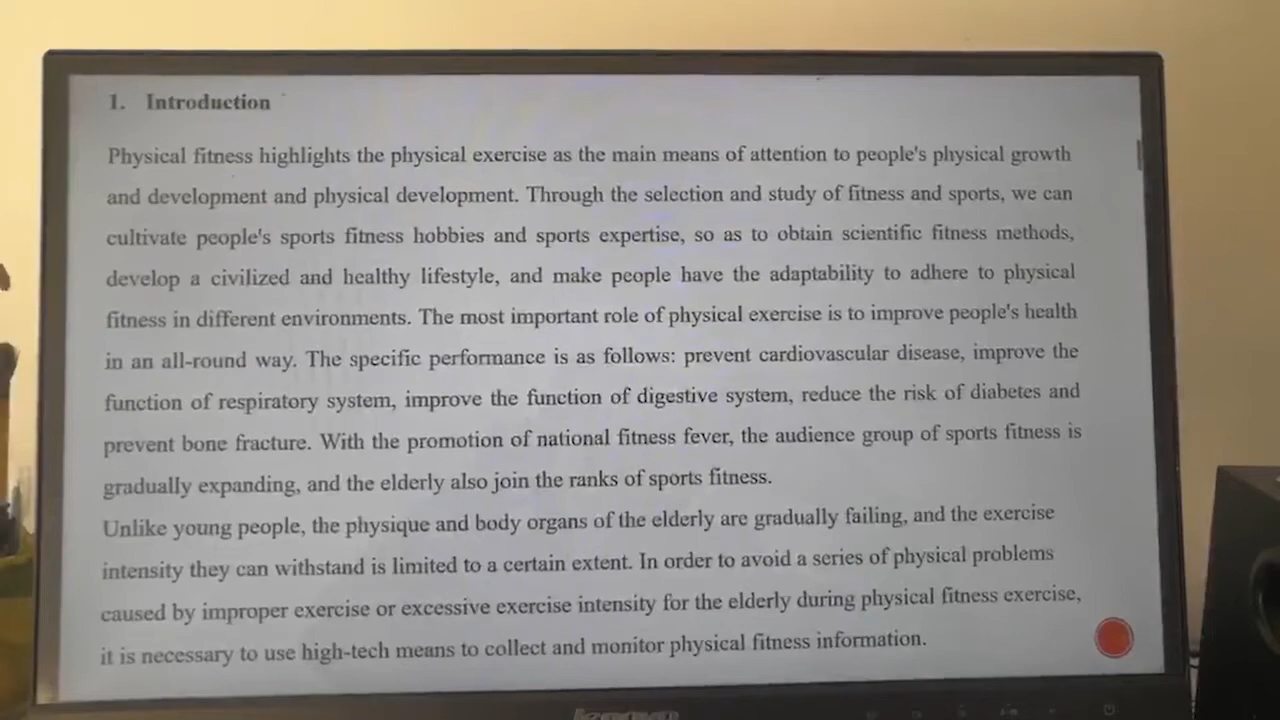 1. Introduction
Physical fitness highlights the physical exercise as the main means of attention to people's physical growth
and development and physical development. Through the selection and study of fitness and sports, we can
cultivate people's sports fitness hobbies and sports expertise, so as to obtain scientific fitness methods,
develop a civilized and healthy lifestyle, and make people have the adaptability to adhere to physical
fitness in different environments. The most important role of physical exercise is to improve people's health
in an all-round way. The specific performance is as follows: prevent cardiovascular disease, improve the
function of respiratory system, improve the function of digestive system, reduce the risk of diabetes and
prevent bone fracture. With the promotion of national fitness fever, the audience group of sports fitness is
gradually expanding, and the elderly also join the ranks of sports fitness.
Unlike young people, the physique and body organs of the elderly are gradually failing, and the exercise
intensity they can withstand is limited to a certain extent. In order to avoid a series of physical problems
caused by improper exercise or excessive exercise intensity for the elderly during physical fitness exercise,
it is necessary to use high-tech means to collect and monitor physical fitness information.